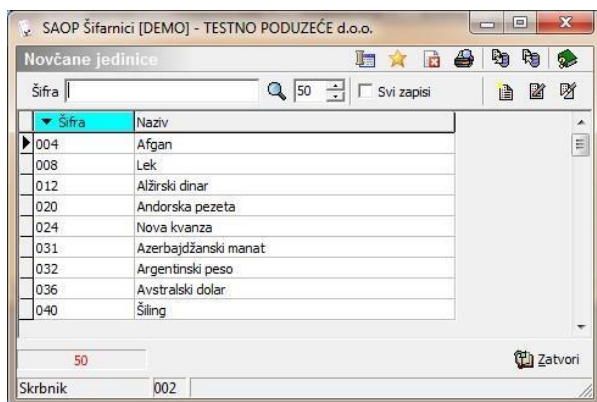 SAOP Šifarnici [DEMO] - TESTNO PODUZEĆE d.o.o.
Novčane jedinice
Šifra 50 Svi zapisi
Šifra Naziv
004 Afgan
008 Lek
012 Alžirski dinar
020 Andorska pezeta
024 Nova kvanza
031 Azerbajdžanski manat
032 Argentinski peso
036 Avstralski dolar
040 Šiling
50 Zatvori
Skrbnik 002